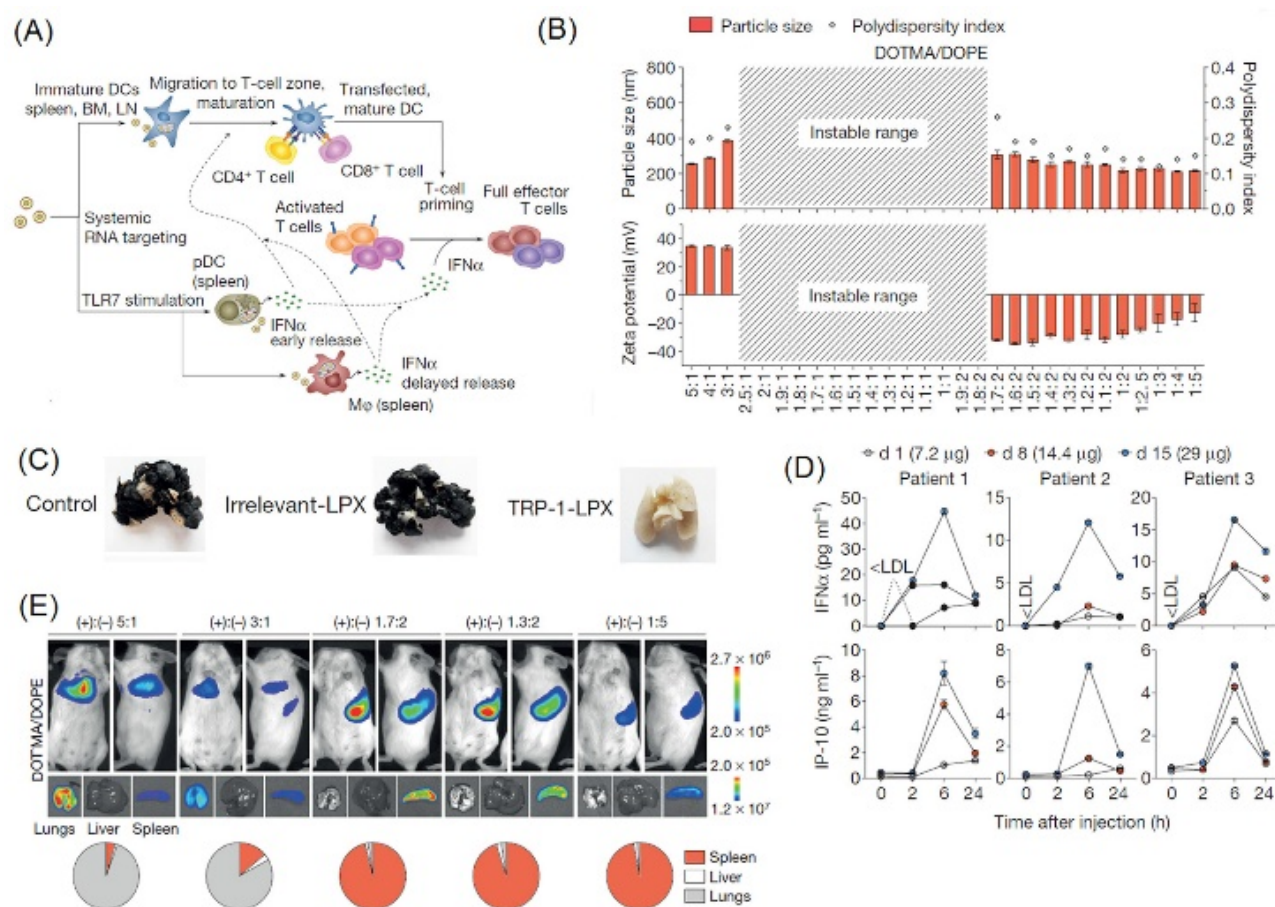 (A)
Immature DCs
spleen, BM, LN
Migration to T-cell zone,
maturation
Transfected,
mature DC
CD4⁺ T cell
CD8⁺ T cell
T-cell
priming
Full effector
T cells
Activated
T cells
Systemic
RNA targeting
IFNα
pDC
(spleen)
TLR7 stimulation
IFNα
early release
IFNα
delayed release
Mφ (spleen)
(B)
Particle size
Polydispersity index
DOTMA/DOPE
Particle size (nm)
800
600
400
200
0
Instable range
0.4
0.3
0.2
0.1
0.0
Polydispersity
index
Zeta potential (mV)
40
20
0
−20
−40
Instable range
5:1
4:1
3:1
2.5:1
2:1
1.9:1
1.8:1
1.7:1
1.6:1
1.5:1
1.4:1
1.3:1
1.2:1
1.1:1
1:1
1.9:2
1.8:2
1.7:2
1.6:2
1.5:2
1.4:2
1.3:2
1.2:2
1.1:2
1:2
1:2.5
1:3
1:4
1:5
(C)
Control
Irrelevant-LPX
TRP-1-LPX
(D)
d 1 (7.2 µg)
d 8 (14.4 µg)
d 15 (29 µg)
Patient 1
Patient 2
Patient 3
IFNα (pg ml⁻¹)
50
40
30
20
10
0
<LDL
15
10
5
0
<LDL
20
15
10
5
0
<LDL
IP-10 (ng ml⁻¹)
10
8
6
4
2
0
8
6
4
2
0
6
4
2
0
0 2 6 24
0 2 6 24
0 2 6 24
Time after injection (h)
(E)
(+):(−) 5:1
(+):(−) 3:1
(+):(−) 1.7:2
(+):(−) 1.3:2
(+):(−) 1:5
DOTMA/DOPE
2.7 × 10⁶
2.0 × 10⁵
2.0 × 10⁵
1.2 × 10⁷
Lungs Liver Spleen
Spleen
Liver
Lungs